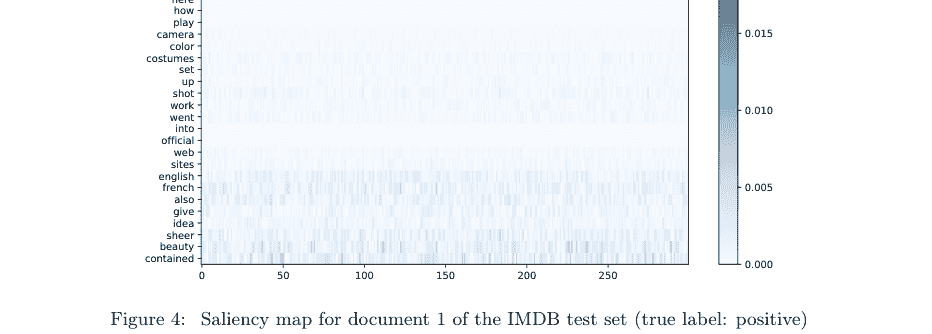 here
how
play
camera
color
costumes
set
up
shot
work
went
into
official
web
sites
english
french
also
give
idea
sheer
beauty
contained
0 50 100 150 200 250
0.015
0.010
0.005
0.000
Figure 4: Saliency map for document 1 of the IMDB test set (true label: positive)